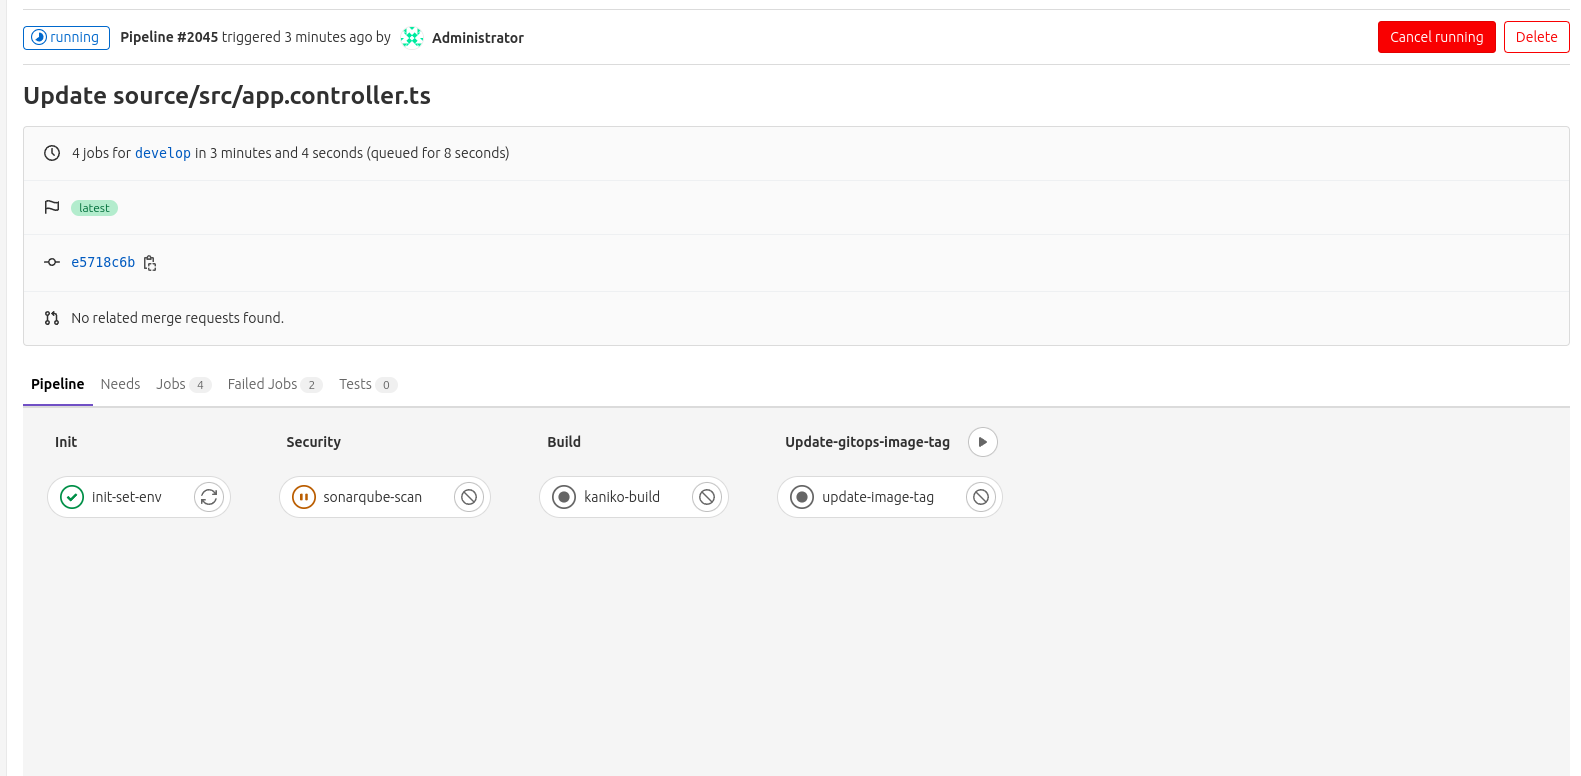 running Pipeline #2045 triggered 3 minutes ago by Administrator Cancel running Delete
Update source/src/app.controller.ts
4 jobs for develop in 3 minutes and 4 seconds (queued for 8 seconds)
latest
e5718c6b
No related merge requests found.
Pipeline Needs Jobs 4 Failed Jobs 2 Tests 0
Init Security Build Update-gitops-image-tag
init-set-env sonarqube-scan kaniko-build update-image-tag